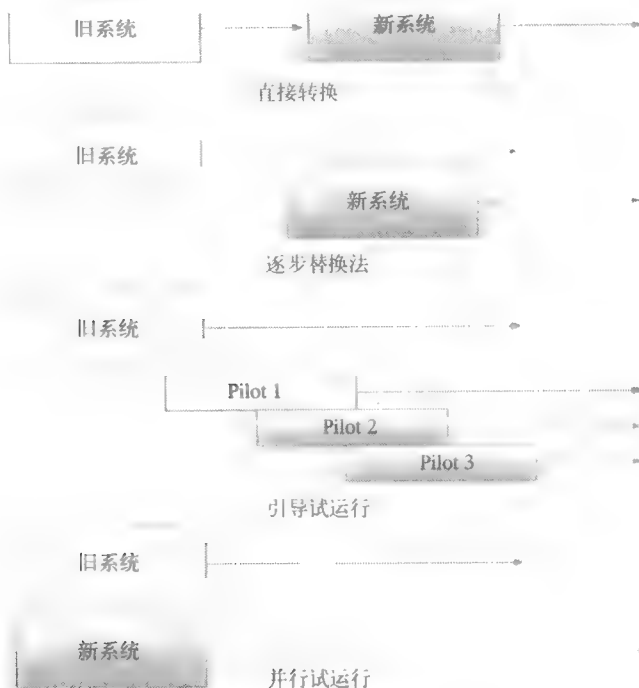 旧系统 新系统
直接转换
旧系统
新系统
逐步替换法
旧系统
Pilot 1
Pilot 2
Pilot 3
引导试运行
旧系统
新系统
并行试运行